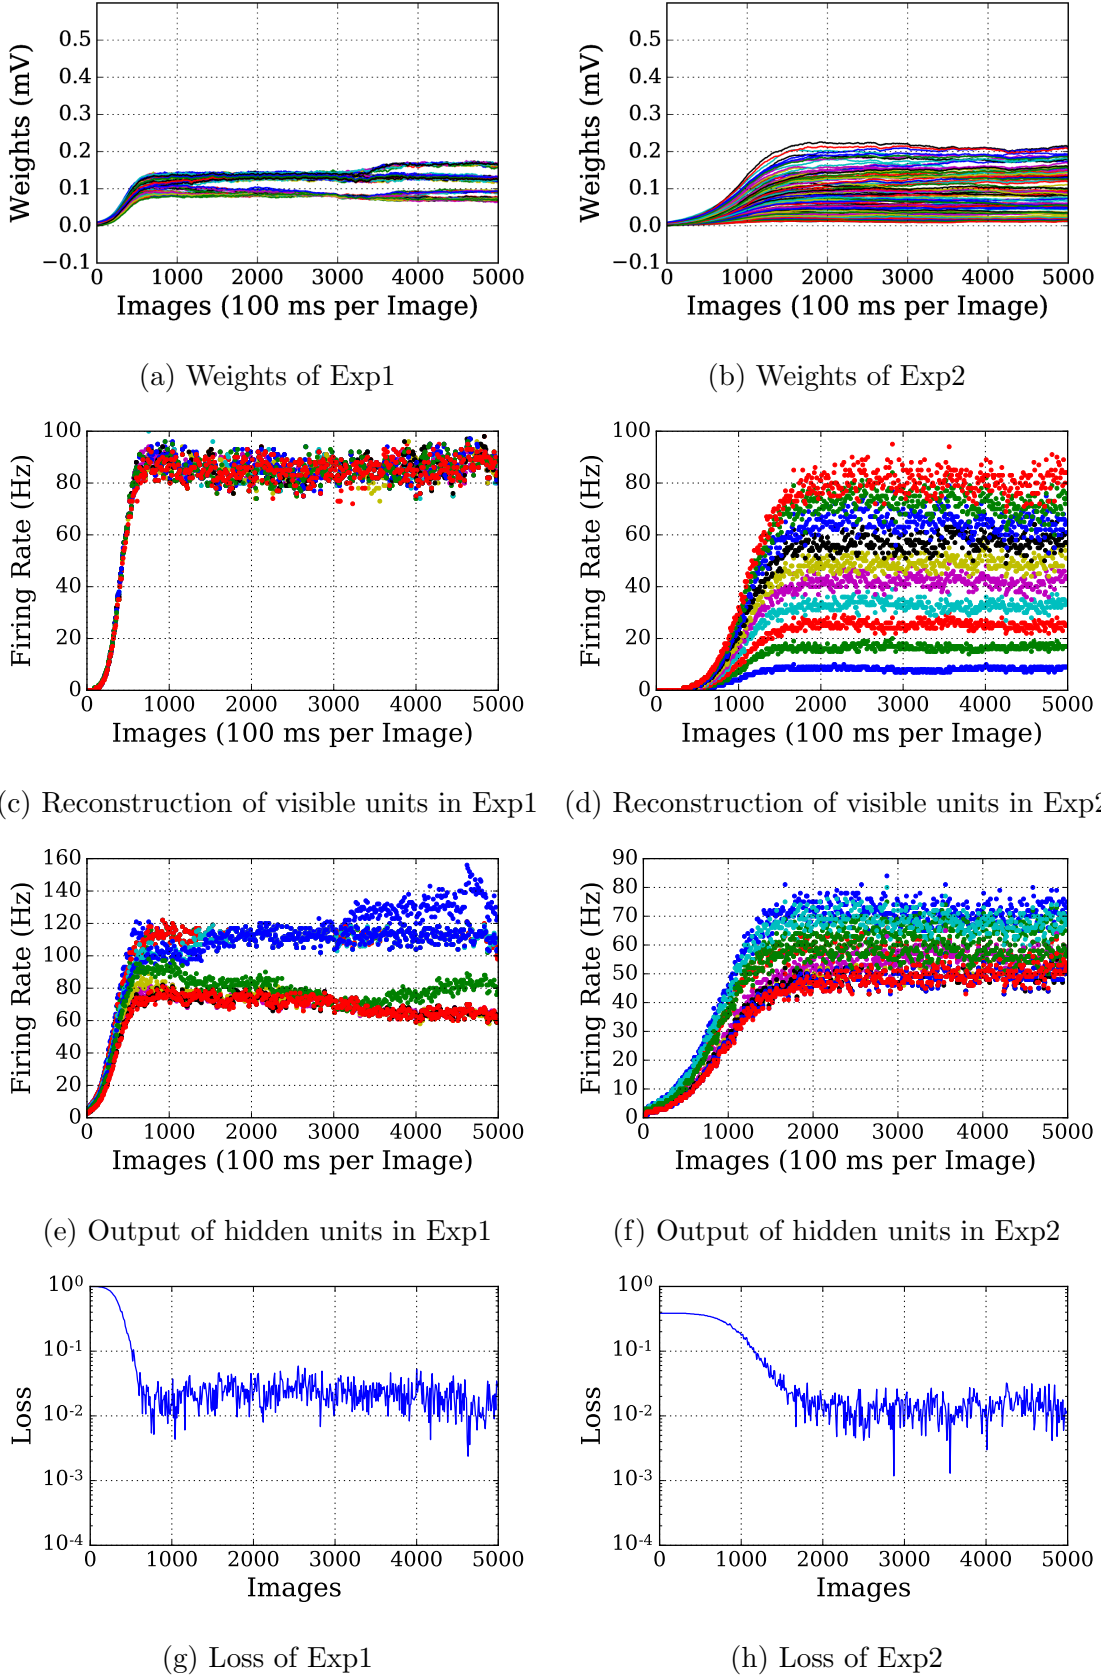 0.5
0.4
0.3
0.2
0.1
0.0
−0.1
Weights (mV)
0 1000 2000 3000 4000 5000
Images (100 ms per Image)
(a) Weights of Exp1
0.5
0.4
0.3
0.2
0.1
0.0
−0.1
Weights (mV)
0 1000 2000 3000 4000 5000
Images (100 ms per Image)
(b) Weights of Exp2
100
80
60
40
20
0
Firing Rate (Hz)
0 1000 2000 3000 4000 5000
Images (100 ms per Image)
(c) Reconstruction of visible units in Exp1
100
80
60
40
20
0
Firing Rate (Hz)
0 1000 2000 3000 4000 5000
Images (100 ms per Image)
(d) Reconstruction of visible units in Exp2
160
140
120
100
80
60
40
20
0
Firing Rate (Hz)
0 1000 2000 3000 4000 5000
Images (100 ms per Image)
(e) Output of hidden units in Exp1
90
80
70
60
50
40
30
20
10
0
Firing Rate (Hz)
0 1000 2000 3000 4000 5000
Images (100 ms per Image)
(f) Output of hidden units in Exp2
10⁰
10⁻¹
10⁻²
10⁻³
10⁻⁴
Loss
0 1000 2000 3000 4000 5000
Images
(g) Loss of Exp1
10⁰
10⁻¹
10⁻²
10⁻³
10⁻⁴
Loss
0 1000 2000 3000 4000 5000
Images
(h) Loss of Exp2